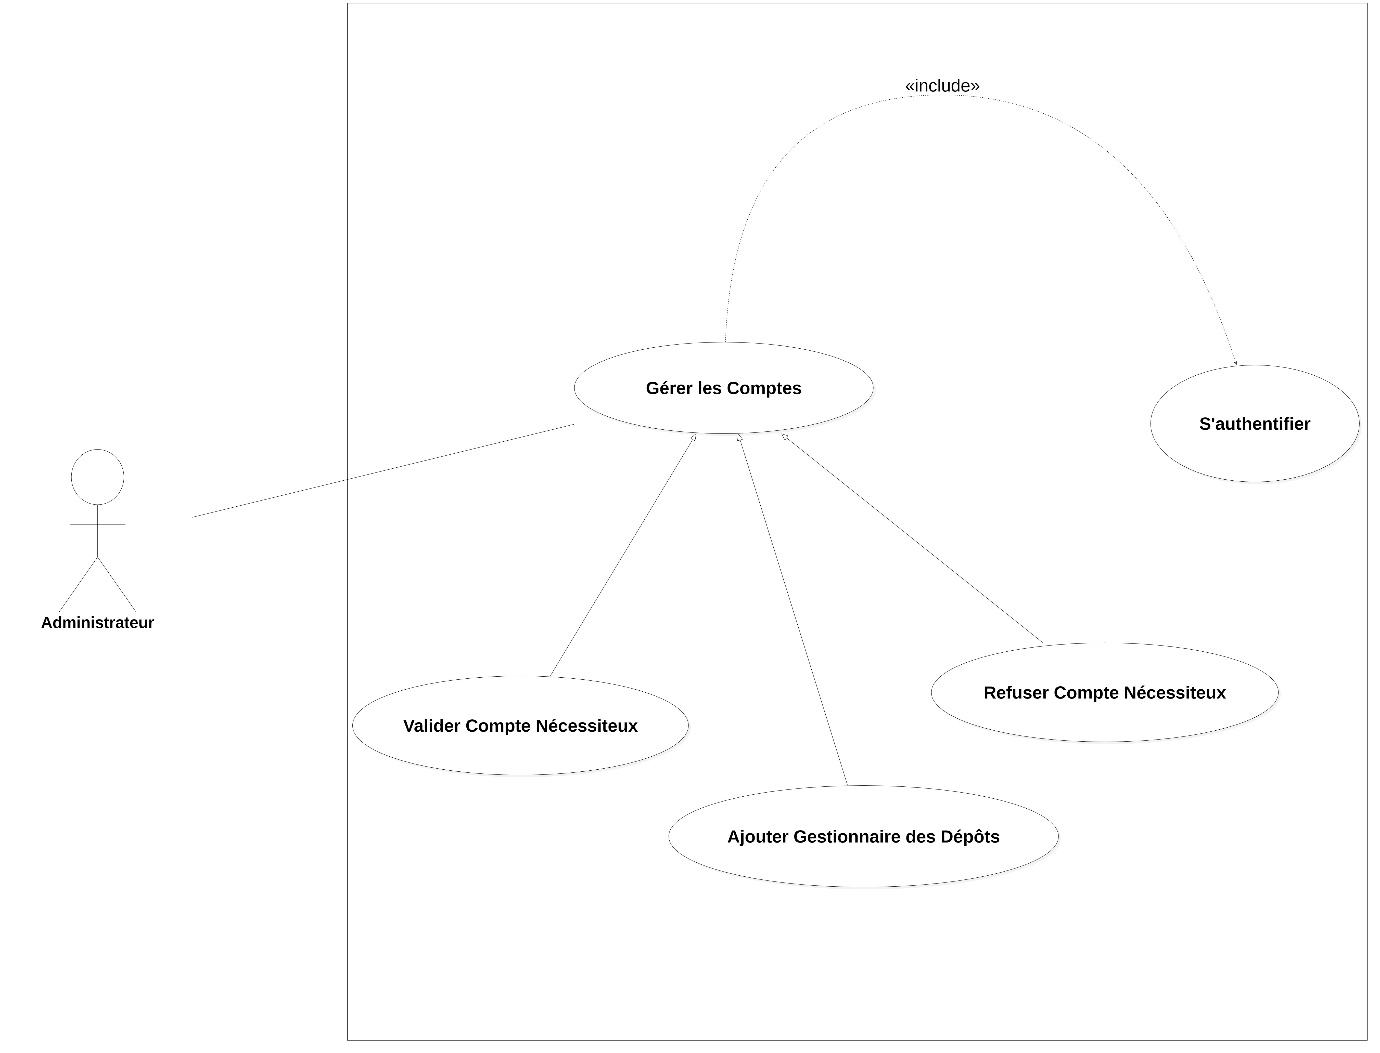 «include»
Gérer les Comptes
S'authentifier
Administrateur
Refuser Compte Nécessiteux
Valider Compte Nécessiteux
Ajouter Gestionnaire des Dépôts